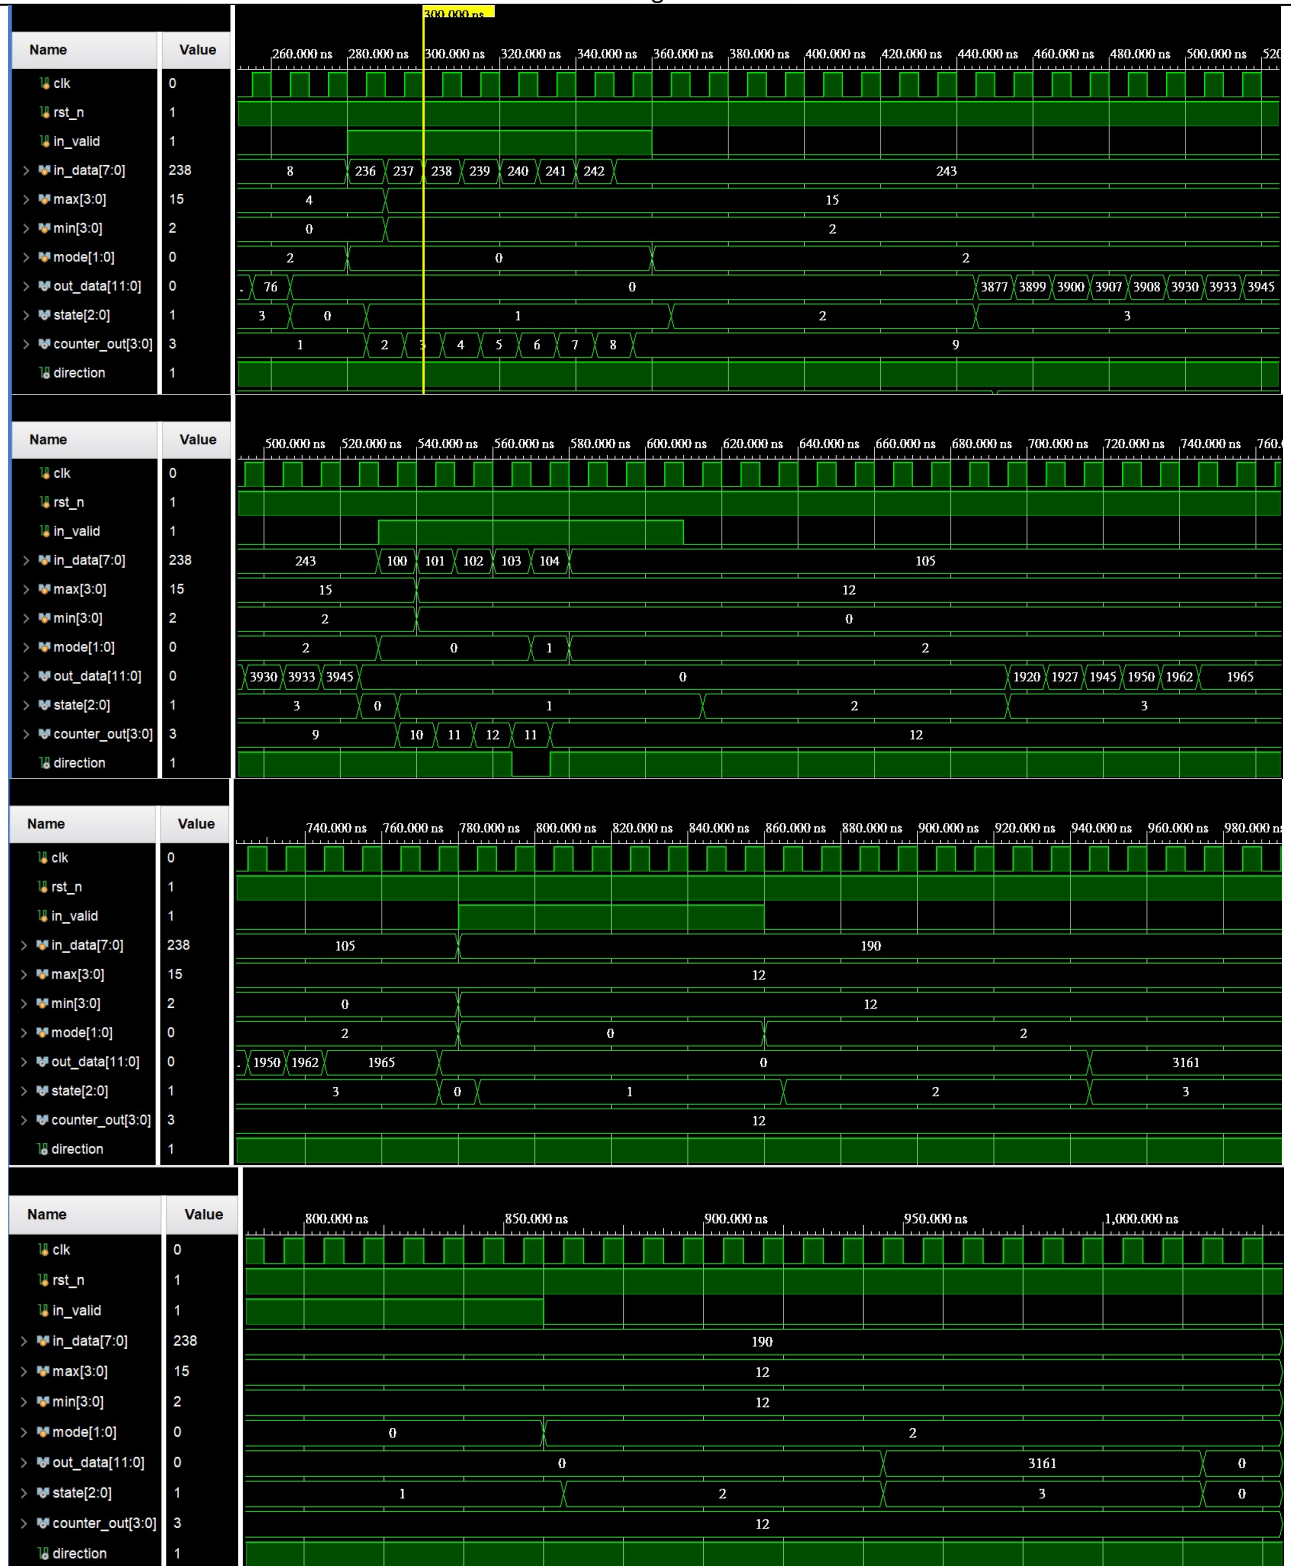 300.000 ns
Name Value 260.000 ns 280.000 ns 300.000 ns 320.000 ns 340.000 ns 360.000 ns 380.000 ns 400.000 ns 420.000 ns 440.000 ns 460.000 ns 480.000 ns 500.000 ns 520
clk 0
rst_n 1
in_valid 1
in_data[7:0] 238 8 236 237 238 239 240 241 242 243
max[3:0] 15 4 15
min[3:0] 2 0 2
mode[1:0] 0 2 0 2
out_data[11:0] 0 . 76 0 3877 3899 3900 3907 3908 3930 3933 3945
state[2:0] 1 3 0 1 2 3
counter_out[3:0] 3 1 2 3 4 5 6 7 8 9
direction 1
Name Value 500.000 ns 520.000 ns 540.000 ns 560.000 ns 580.000 ns 600.000 ns 620.000 ns 640.000 ns 660.000 ns 680.000 ns 700.000 ns 720.000 ns 740.000 ns 760.
clk 0
rst_n 1
in_valid 1
in_data[7:0] 238 243 100 101 102 103 104 105
max[3:0] 15 15 12
min[3:0] 2 2 0
mode[1:0] 0 2 0 1 2
out_data[11:0] 0 3930 3933 3945 0 1920 1927 1945 1950 1962 1965
state[2:0] 1 3 0 1 2 3
counter_out[3:0] 3 9 10 11 12 11 12
direction 1
Name Value 740.000 ns 760.000 ns 780.000 ns 800.000 ns 820.000 ns 840.000 ns 860.000 ns 880.000 ns 900.000 ns 920.000 ns 940.000 ns 960.000 ns 980.000 ns
clk 0
rst_n 1
in_valid 1
in_data[7:0] 238 105 190
max[3:0] 15 12
min[3:0] 2 0 12
mode[1:0] 0 2 0 2
out_data[11:0] 0 . 1950 1962 1965 0 3161
state[2:0] 1 3 0 1 2 3
counter_out[3:0] 3 12
direction 1
Name Value 800.000 ns 850.000 ns 900.000 ns 950.000 ns 1,000.000 ns
clk 0
rst_n 1
in_valid 1
in_data[7:0] 238 190
max[3:0] 15 12
min[3:0] 2 12
mode[1:0] 0 0 2
out_data[11:0] 0 0 3161 0
state[2:0] 1 1 2 3 0
counter_out[3:0] 3 12
direction 1